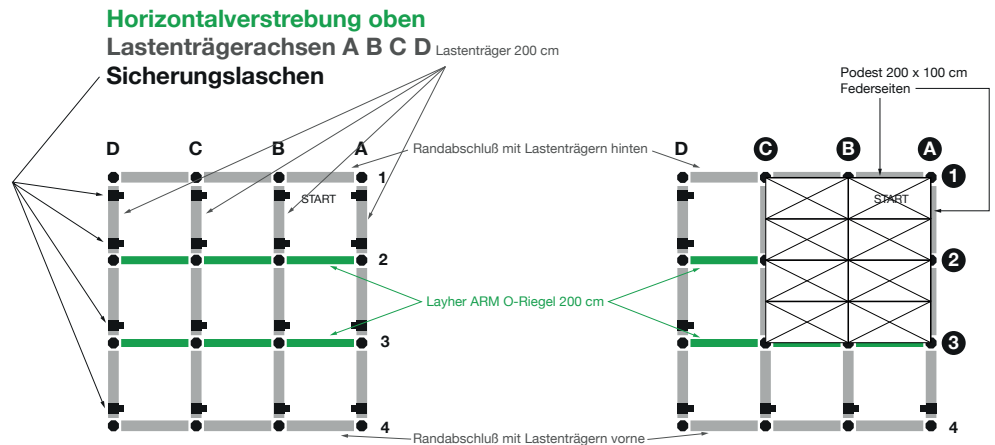 Horizontalverstrebung oben
Lastenträgerachsen A B C D Lastenträger 200 cm
Sicherungslaschen
Podest 200 x 100 cm
Federseiten
D C B A Randabschluß mit Lastenträgern hinten D C B A
1 1
START START
2 2
Layher ARM O-Riegel 200 cm
3 3
4 Randabschluß mit Lastenträgern vorne 4